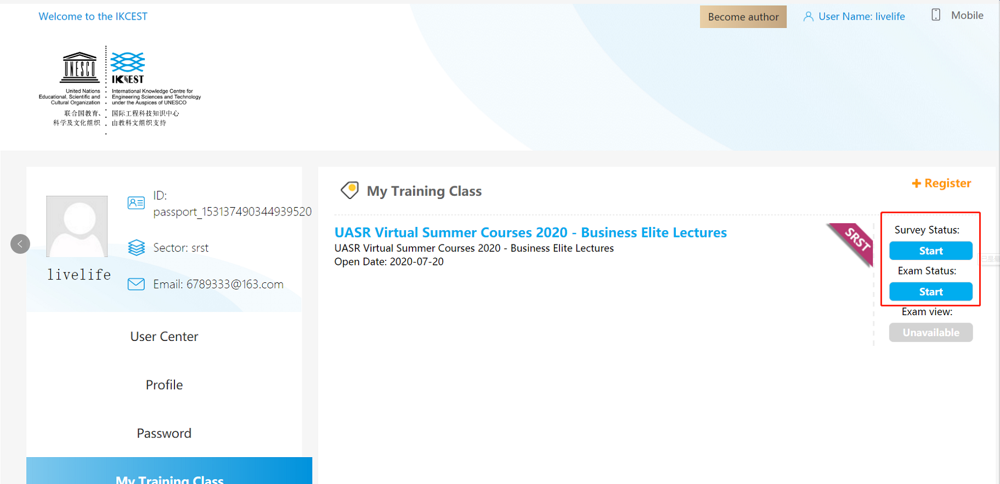 Welcome to the IKCEST
Become author
User Name: livelife
Mobile
UNESCO
IKCEST
United Nations
Educational, Scientific and
Cultural Organization
International Knowledge Centre for
Engineering Sciences and Technology
under the Auspices of UNESCO
联合国教育、
科学及文化组织
国际工程科技知识中心
由教科文组织支持
ID:
passport_153137490344939520
Sector: srst
livelife
Email: 6789333@163.com
User Center
Profile
Password
My Training Class
My Training Class
+ Register
UASR Virtual Summer Courses 2020 - Business Elite Lectures
UASR Virtual Summer Courses 2020 - Business Elite Lectures
Open Date: 2020-07-20
SRST
Survey Status:
Start
Exam Status:
Start
Exam view:
Unavailable